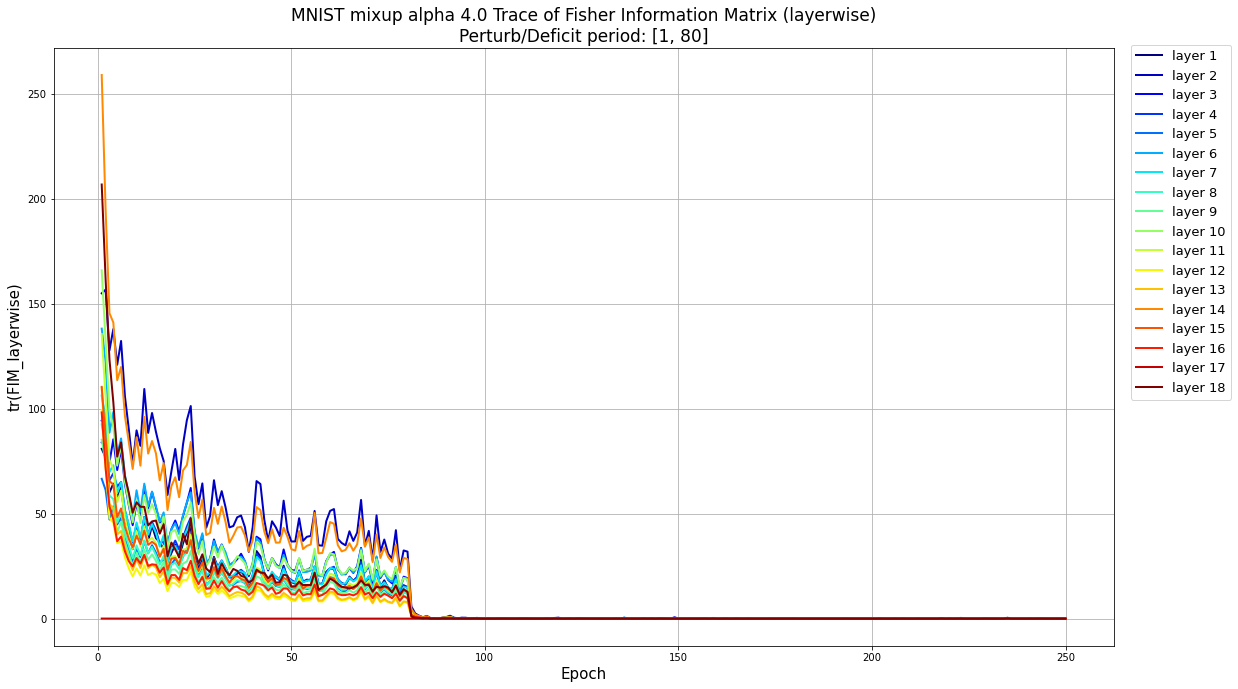 MNIST mixup alpha 4.0 Trace of Fisher Information Matrix (layerwise)
Perturb/Deficit period: [1, 80]
tr(FIM_layerwise)
250
200
150
100
50
0
0
50
100
150
200
250
Epoch
layer 1
layer 2
layer 3
layer 4
layer 5
layer 6
layer 7
layer 8
layer 9
layer 10
layer 11
layer 12
layer 13
layer 14
layer 15
layer 16
layer 17
layer 18